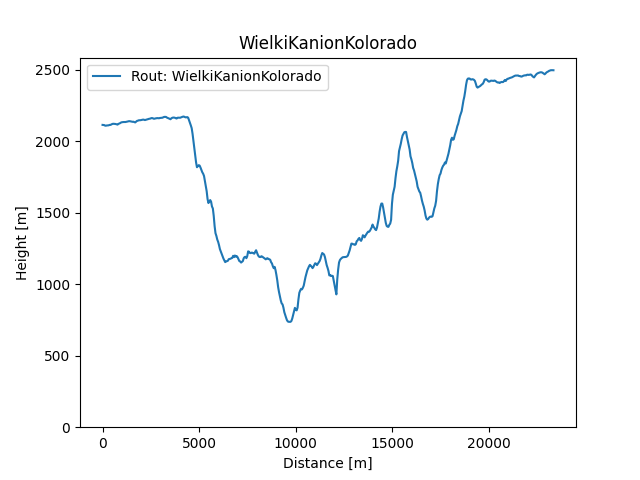 WielkiKanionKolorado
Rout: WielkiKanionKolorado
Height [m]
2500
2000
1500
1000
500
0
0 5000 10000 15000 20000
Distance [m]